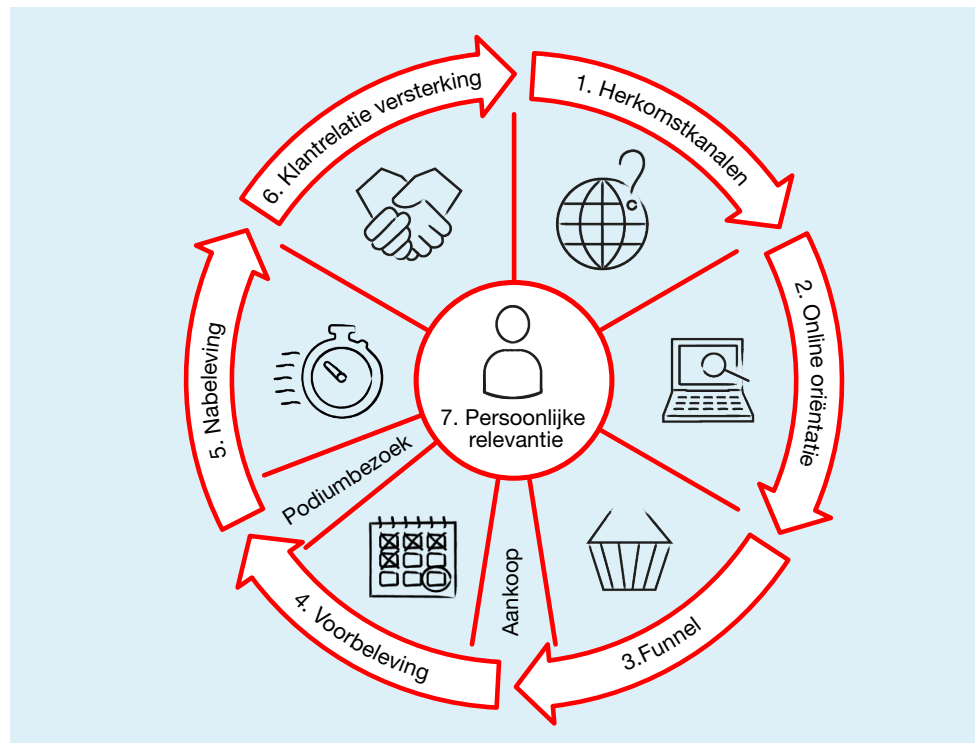 1. Herkomstkanalen
2. Online oriëntatie
3.Funnel
Aankoop
4. Voorbeleving
Podiumbezoek
5. Nabeleving
6. Klantrelatie versterking
7. Persoonlijke
relevantie